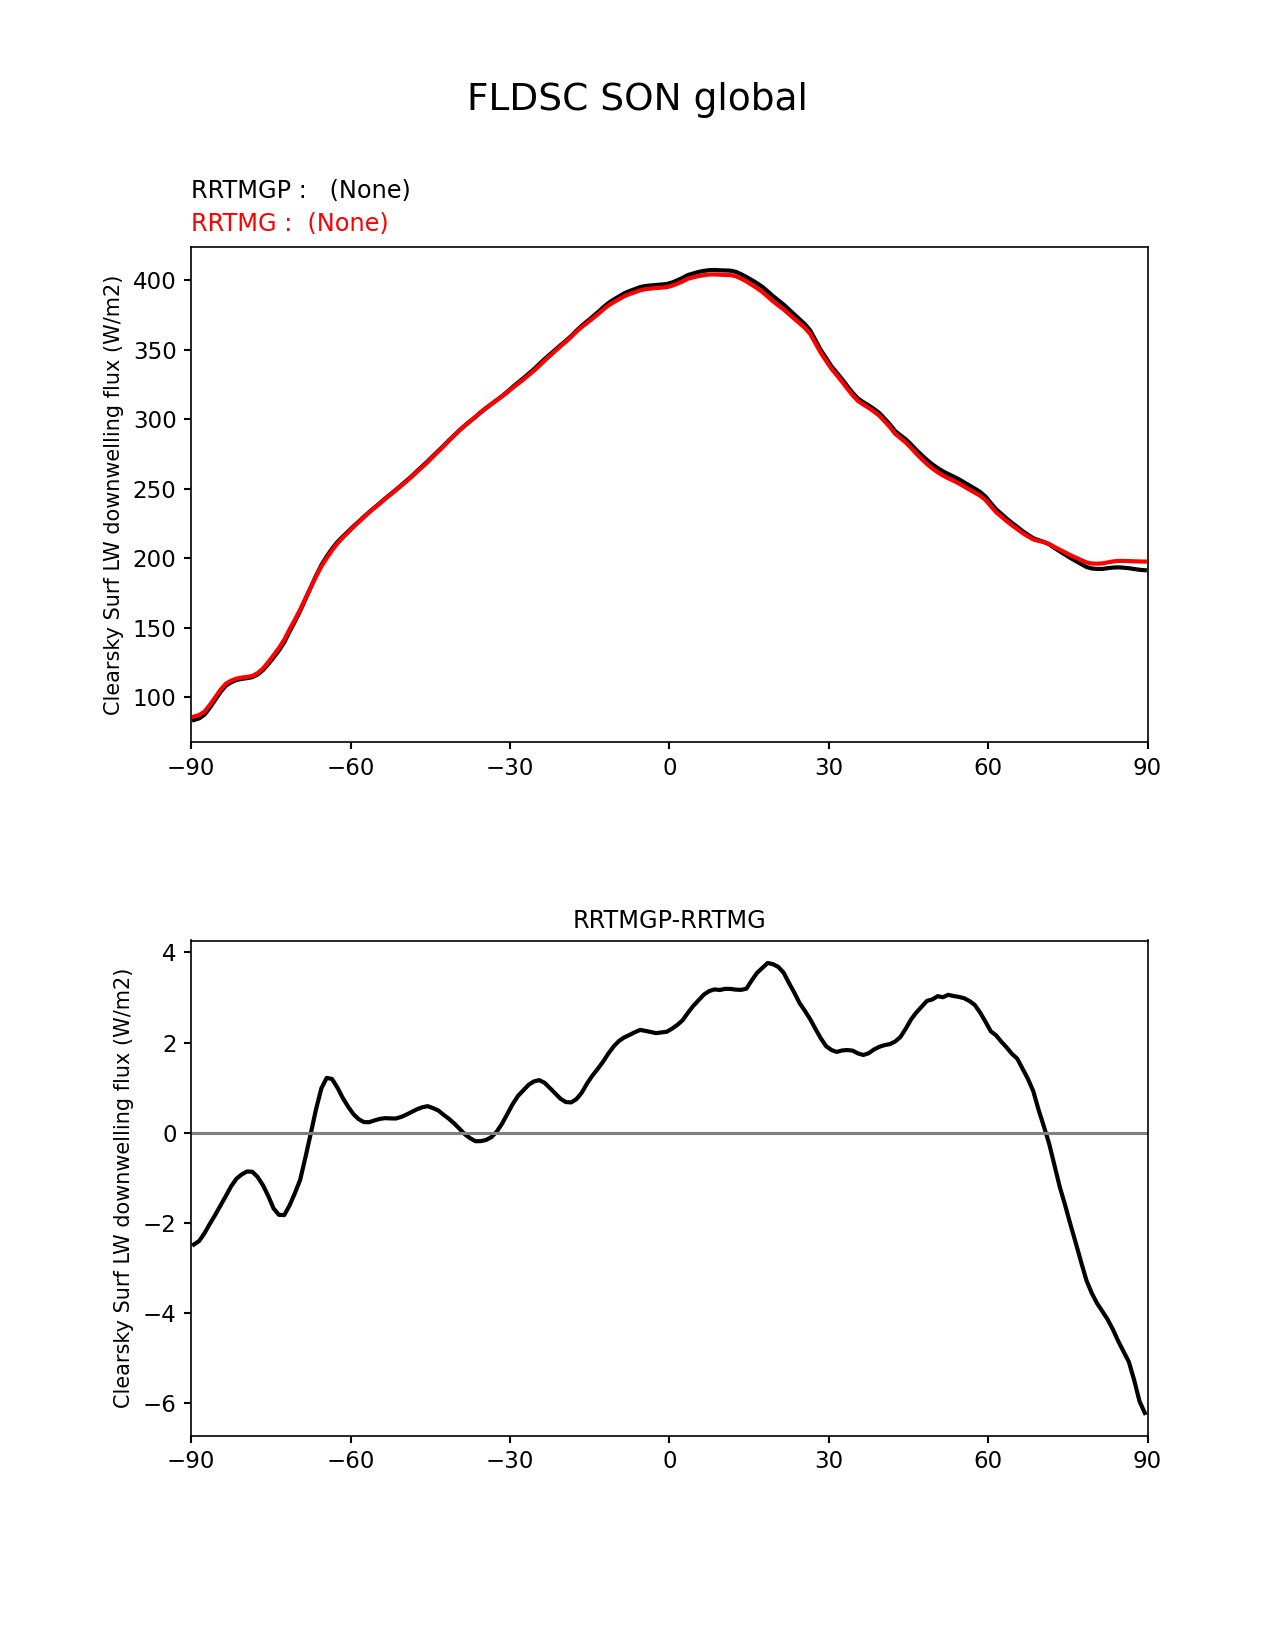 FLDSC SON global
RRTMGP :   (None)
RRTMG :  (None)
Clearsky Surf LW downwelling flux (W/m2)
400
350
300
250
200
150
100
−90 −60 −30 0 30 60 90
RRTMGP-RRTMG
Clearsky Surf LW downwelling flux (W/m2)
4
2
0
−2
−4
−6
−90 −60 −30 0 30 60 90